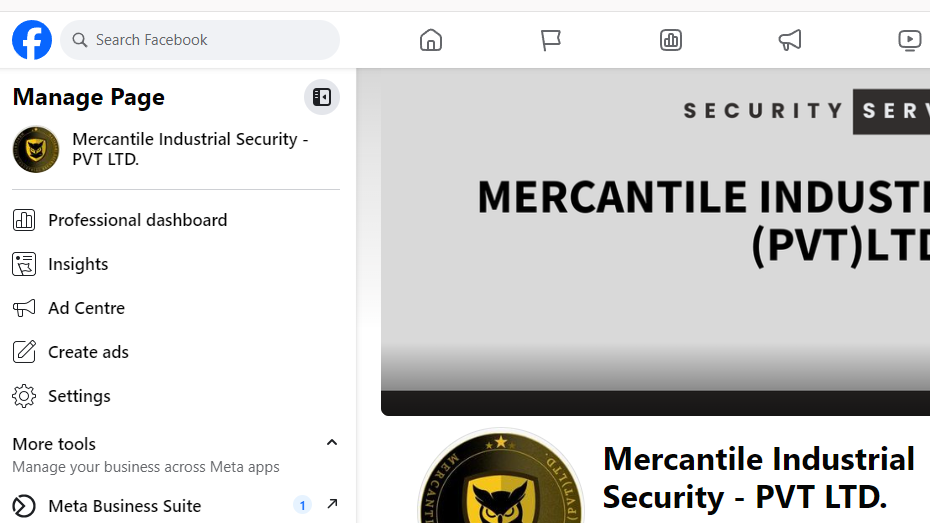 Search Facebook
Manage Page
Mercantile Industrial Security -
PVT LTD.
Professional dashboard
Insights
Ad Centre
Create ads
Settings
More tools
Manage your business across Meta apps
Meta Business Suite 1
SECURITY SERV
MERCANTILE INDUSTRI
(PVT)LTD
Mercantile Industrial
Security - PVT LTD.